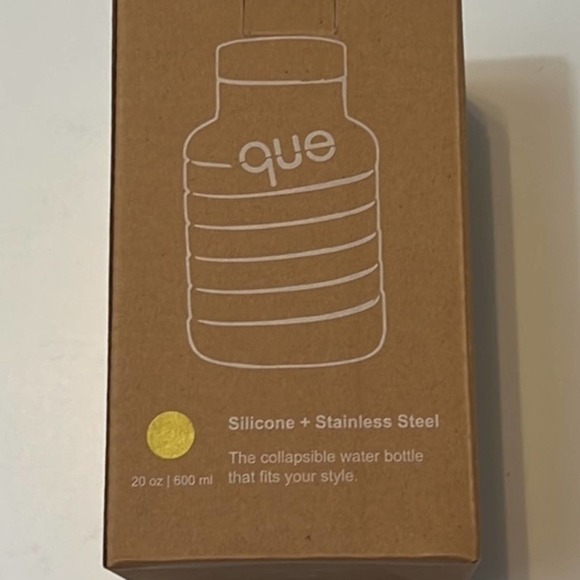 que
Silicone + Stainless Steel
The collapsible water bottle
that fits your style.
20 oz | 600 ml